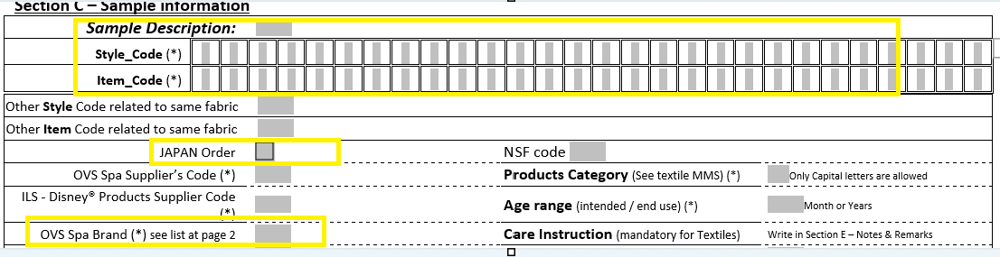 Section C – Sample information
Sample Description:
Style_Code (*)
Item_Code (*)
Other Style Code related to same fabric
Other Item Code related to same fabric
JAPAN Order NSF code
OVS Spa Supplier’s Code (*) Products Category (See textile MMS) (*) Only Capital letters are allowed
ILS - Disney® Products Supplier Code
(*) Age range (intended / end use) (*) Month or Years
OVS Spa Brand (*) see list at page 2 Care Instruction (mandatory for Textiles) Write in Section E – Notes & Remarks